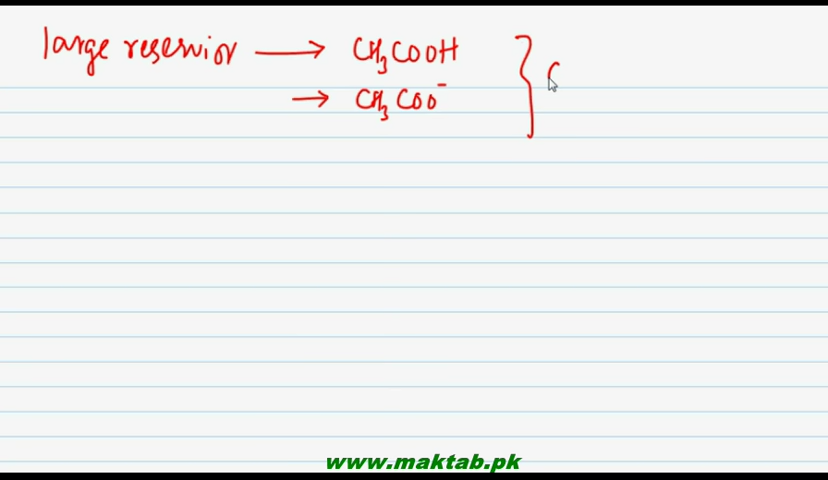 large reservior ⟶ CH₃COOH
→ CH₃COO⁻
www.maktab.pk